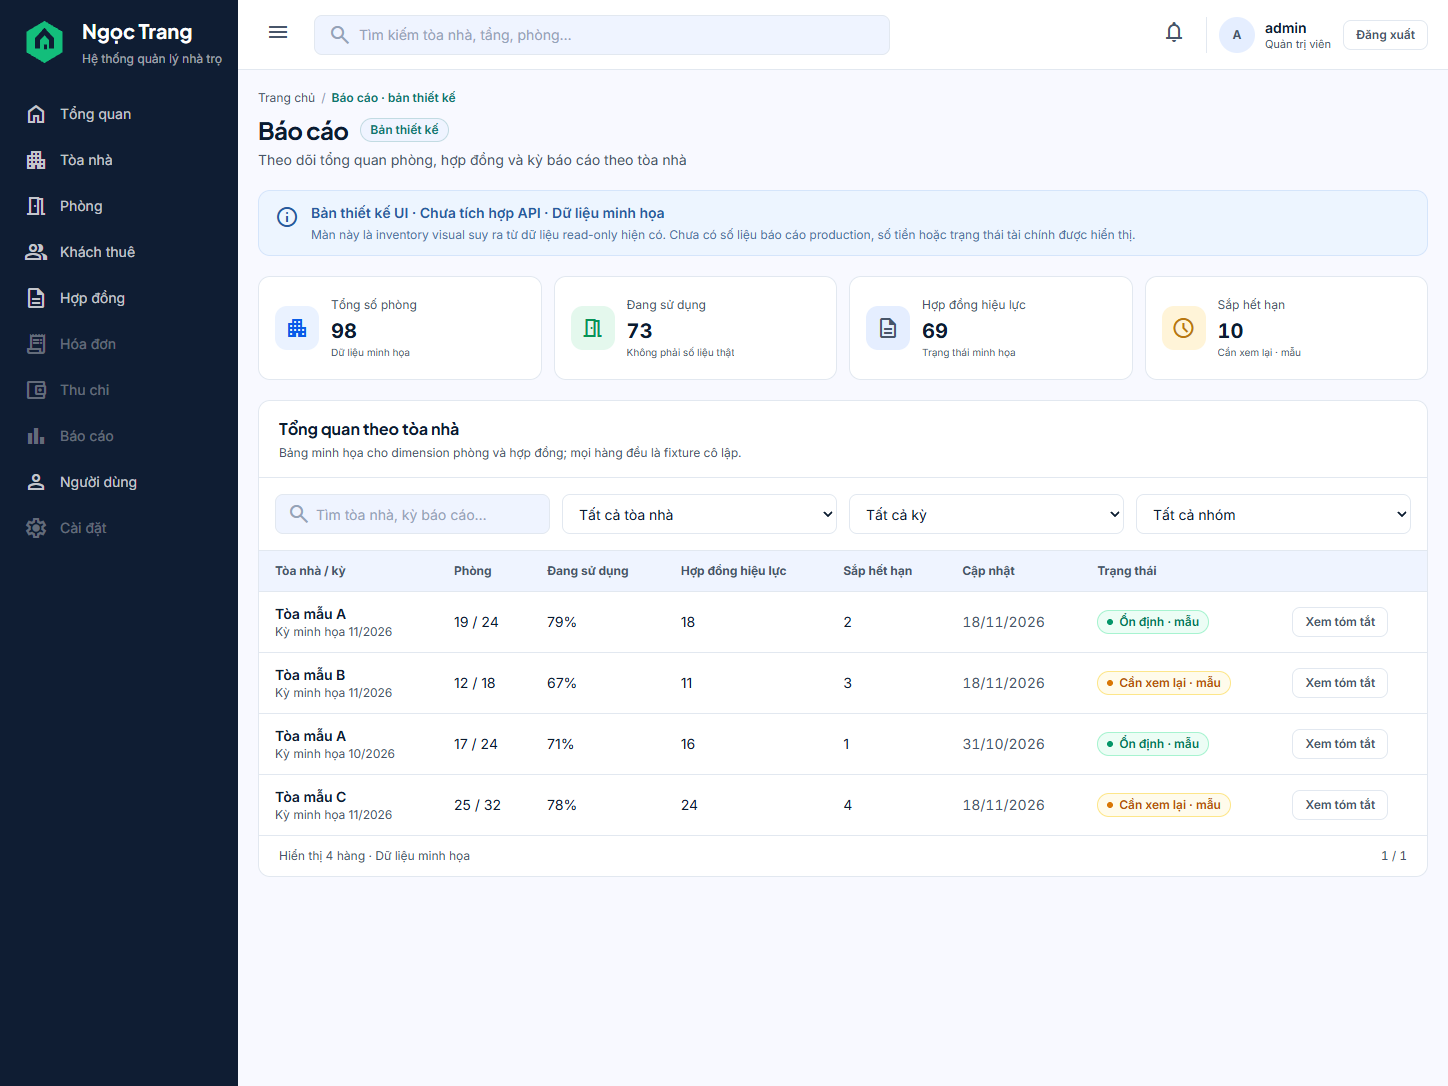 Ngọc Trang
Hệ thống quản lý nhà trọ
Tổng quan
Tòa nhà
Phòng
Khách thuê
Hợp đồng
Hóa đơn
Thu chi
Báo cáo
Người dùng
Cài đặt
Tìm kiếm tòa nhà, tầng, phòng...
A
admin
Quản trị viên
Đăng xuất
Trang chủ / Báo cáo · bản thiết kế
Báo cáo
Bản thiết kế
Theo dõi tổng quan phòng, hợp đồng và kỳ báo cáo theo tòa nhà
Bản thiết kế UI · Chưa tích hợp API · Dữ liệu minh họa
Màn này là inventory visual suy ra từ dữ liệu read-only hiện có. Chưa có số liệu báo cáo production, số tiền hoặc trạng thái tài chính được hiển thị.
Tổng số phòng
98
Dữ liệu minh họa
Đang sử dụng
73
Không phải số liệu thật
Hợp đồng hiệu lực
69
Trạng thái minh họa
Sắp hết hạn
10
Cần xem lại · mẫu
Tổng quan theo tòa nhà
Bảng minh họa cho dimension phòng và hợp đồng; mọi hàng đều là fixture cô lập.
Tìm tòa nhà, kỳ báo cáo...
Tất cả tòa nhà
Tất cả kỳ
Tất cả nhóm
Tòa nhà / kỳ Phòng Đang sử dụng Hợp đồng hiệu lực Sắp hết hạn Cập nhật Trạng thái
Tòa mẫu A
Kỳ minh họa 11/2026
19 / 24 79% 18 2 18/11/2026 Ổn định · mẫu Xem tóm tắt
Tòa mẫu B
Kỳ minh họa 11/2026
12 / 18 67% 11 3 18/11/2026 Cần xem lại · mẫu Xem tóm tắt
Tòa mẫu A
Kỳ minh họa 10/2026
17 / 24 71% 16 1 31/10/2026 Ổn định · mẫu Xem tóm tắt
Tòa mẫu C
Kỳ minh họa 11/2026
25 / 32 78% 24 4 18/11/2026 Cần xem lại · mẫu Xem tóm tắt
Hiển thị 4 hàng · Dữ liệu minh họa
1 / 1